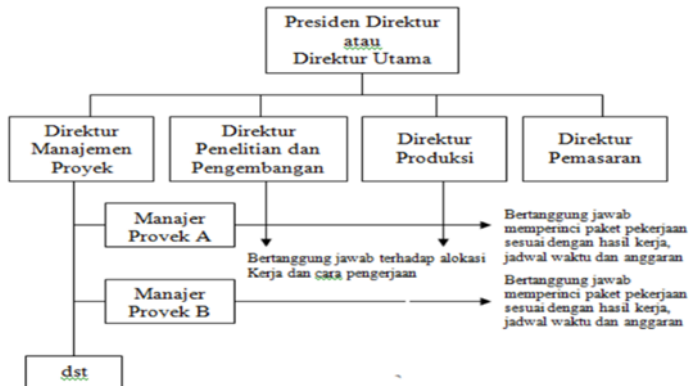 Presiden Direktur
atau
Direktur Utama
Direktur
Manajemen
Proyek
Direktur
Penelitian dan
Pengembangan
Direktur
Produksi
Direktur
Pemasaran
Manajer
Provek A
Bertanggung jawab
memperinci paket pekerjaan
sesuai dengan hasil kerja,
jadwal waktu dan anggaran
Bertanggung jawab terhadap alokasi
Kerja dan cara pengerjaan
Manajer
Provek B
Bertanggung jawab
memperinci paket pekerjaan
sesuai dengan hasil kerja,
jadwal waktu dan anggaran
dst